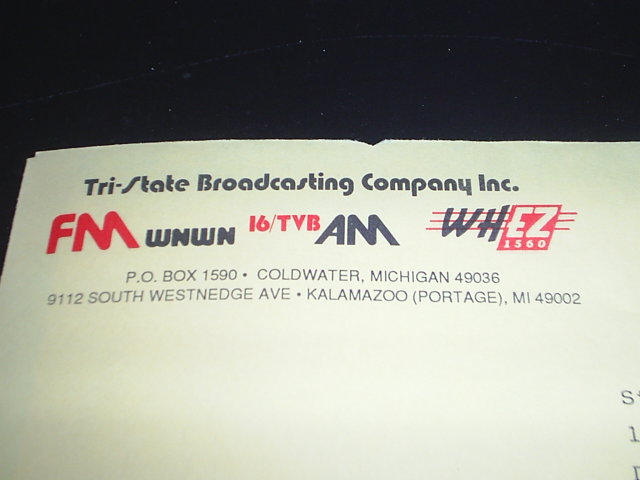 Tri-State Broadcasting Company Inc.
FM WNWN 16/TVB AM WHEZ 1560
P.O. BOX 1590 • COLDWATER, MICHIGAN 49036
9112 SOUTH WESTNEDGE AVE • KALAMAZOO (PORTAGE), MI 49002